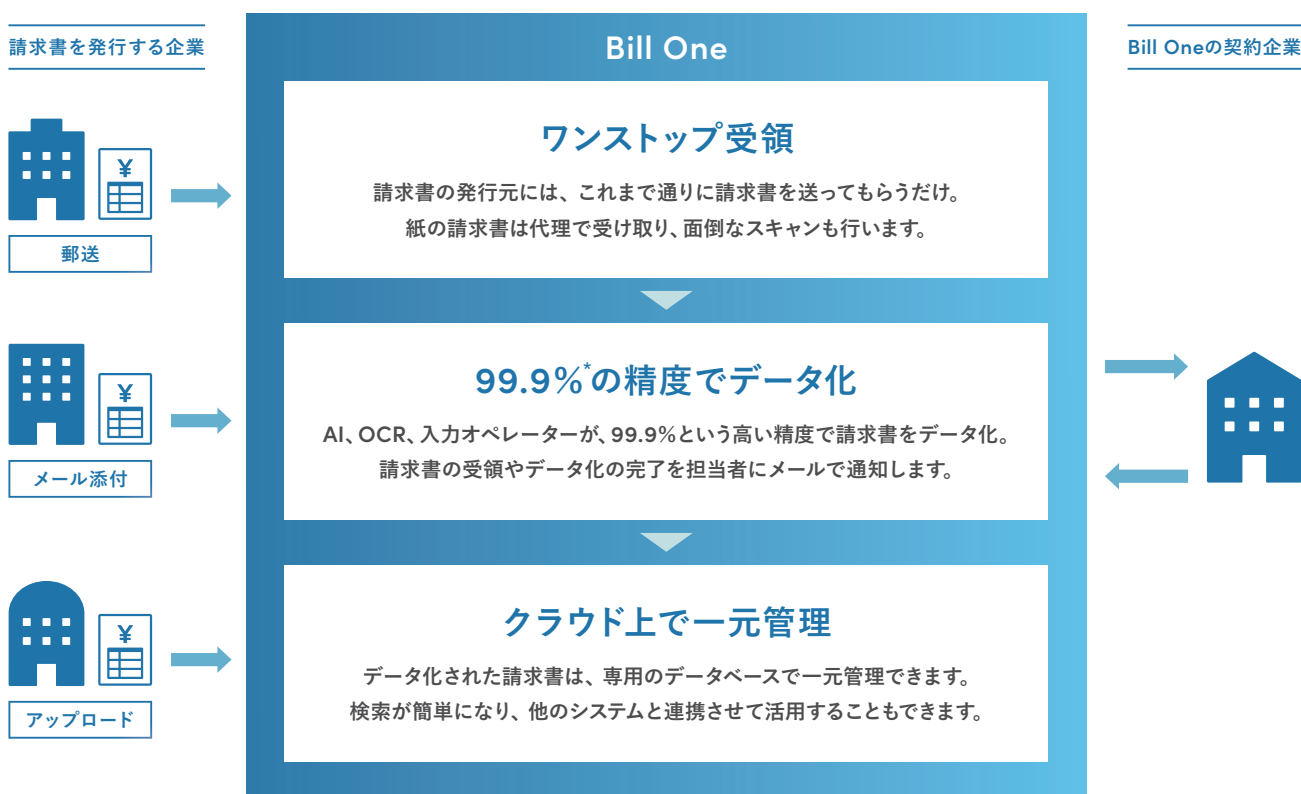 請求書を発行する企業
Bill One
Bill Oneの契約企業
ワンストップ受領
請求書の発行元には、これまで通りに請求書を送ってもらうだけ。
紙の請求書は代理で受け取り、面倒なスキャンも行います。
¥
郵送
99.9%*の精度でデータ化
AI、OCR、入力オペレーターが、99.9%という高い精度で請求書をデータ化。
請求書の受領やデータ化の完了を担当者にメールで通知します。
¥
メール添付
クラウド上で一元管理
データ化された請求書は、専用のデータベースで一元管理できます。
検索が簡単になり、他のシステムと連携させて活用することもできます。
¥
アップロード